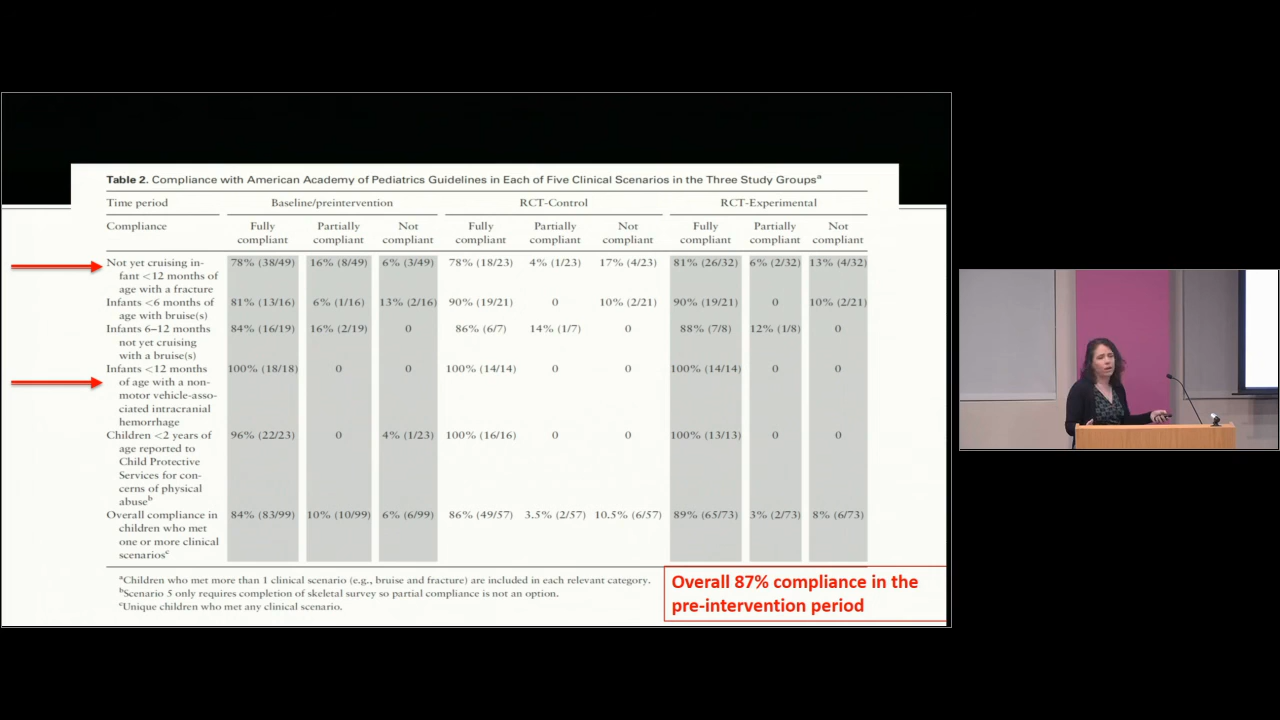 Table 2. Compliance with American Academy of Pediatrics Guidelines in Each of Five Clinical Scenarios in the Three Study Groupsa
Time period Baseline/preintervention RCT-Control RCT-Experimental
Compliance Fully compliant Partially compliant Not compliant Fully compliant Partially compliant Not compliant Fully compliant Partially compliant Not compliant
Not yet cruising in- 78% (38/49) 16% (8/49) 6% (3/49) 78% (18/23) 4% (1/23) 17% (4/23) 81% (26/32) 6% (2/32) 13% (4/32)
fant <12 months of
age with a fracture
Infants <6 months of 81% (13/16) 6% (1/16) 13% (2/16) 90% (19/21) 0 10% (2/21) 90% (19/21) 0 10% (2/21)
age with bruise(s)
Infants 6–12 months 84% (16/19) 16% (2/19) 0 86% (6/7) 14% (1/7) 0 88% (7/8) 12% (1/8) 0
not yet cruising
with a bruise(s)
Infants <12 months 100% (18/18) 0 0 100% (14/14) 0 0 100% (14/14) 0 0
of age with a non-
motor vehicle-asso-
ciated intracranial
hemorrhage
Children <2 years of 96% (22/23) 0 4% (1/23) 100% (16/16) 0 0 100% (13/13) 0 0
age reported to
Child Protective
Services for con-
cerns of physical
abuseb
Overall compliance in 84% (83/99) 10% (10/99) 6% (6/99) 86% (49/57) 3.5% (2/57) 10.5% (6/57) 89% (65/73) 3% (2/73) 8% (6/73)
children who met
one or more clinical
scenariosc
aChildren who met more than 1 clinical scenario (e.g., bruise and fracture) are included in each relevant category.
bScenario 5 only requires completion of skeletal survey so partial compliance is not an option.
cUnique children who met any clinical scenario.
Overall 87% compliance in the
pre-intervention period